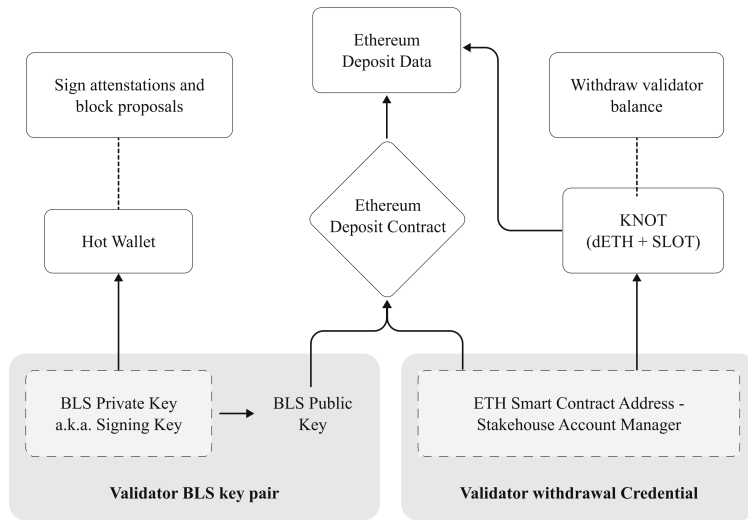 Ethereum
Deposit Data
Sign attenstations and
block proposals
Withdraw validator
balance
Ethereum
Deposit Contract
Hot Wallet
KNOT
(dETH + SLOT)
BLS Private Key
a.k.a. Signing Key
BLS Public
Key
ETH Smart Contract Address -
Stakehouse Account Manager
Validator BLS key pair
Validator withdrawal Credential